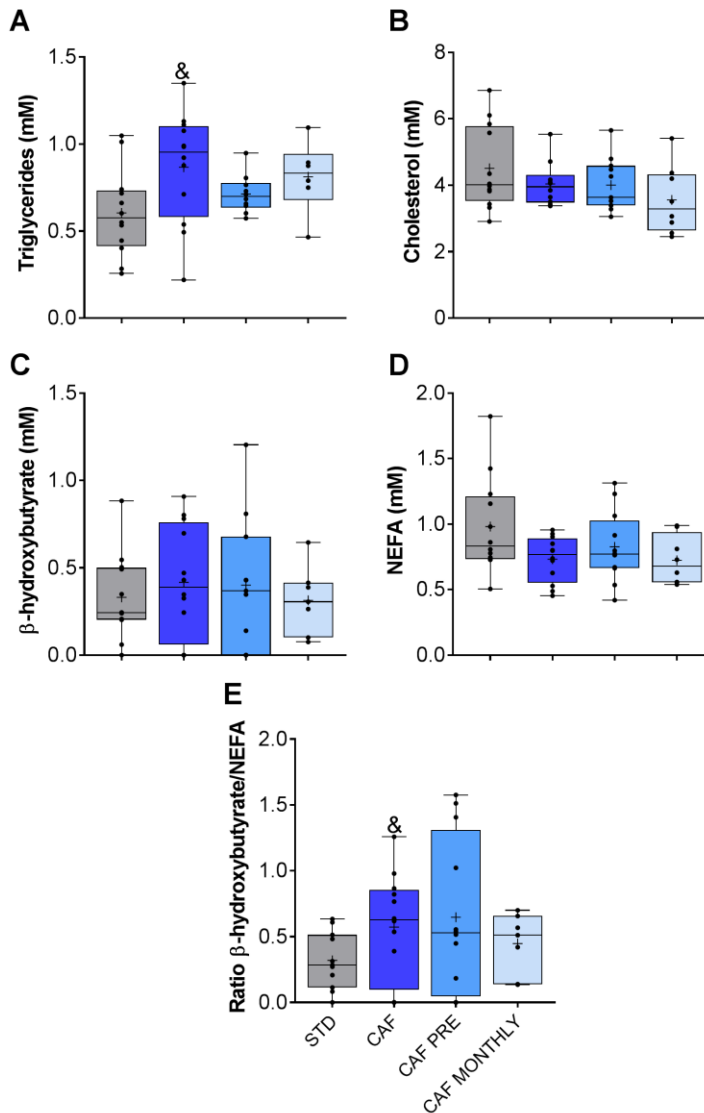 A
Triglycerides (mM)
1.5
1.0
0.5
0.0
&
B
Cholesterol (mM)
8
6
4
2
0
C
β-hydroxybutyrate (mM)
1.5
1.0
0.5
0.0
D
NEFA (mM)
2.0
1.5
1.0
0.5
0.0
E
Ratio β-hydroxybutyrate/NEFA
2.0
1.5
1.0
0.5
0.0
&
STD
CAF
CAF PRE
CAF MONTHLY